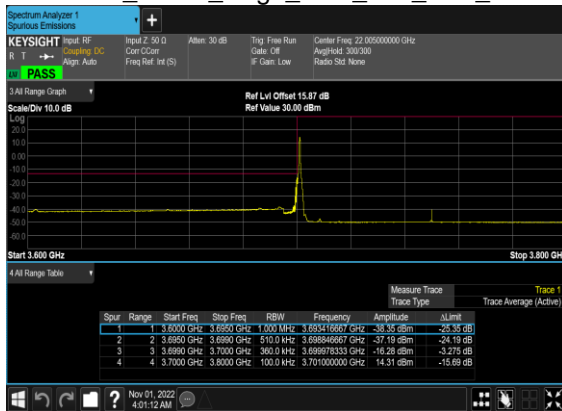 Spectrum Analyzer 1
Spurious Emissions
+
KEYSIGHT Input: RF Input Z: 50 Ω Atten: 30 dB Trig: Free Run Center Freq: 22.005000000 GHz
R T Coupling: DC Corr CCorr Gate: Off Avg|Hold: 300/300
Align: Auto Freq Ref: Int (S) IF Gain: Low Radio Std: None
PASS
3 All Range Graph
Ref Lvl Offset 15.87 dB
Scale/Div 10.0 dB Ref Value 30.00 dBm
Log
20.0
10.0
0.00
-10.0
-20.0
-30.0
-40.0
-50.0
-60.0
Start 3.600 GHz Stop 3.800 GH
4 All Range Table
Measure Trace Trace 1
Trace Type Trace Average (Active)
Spur Range Start Freq Stop Freq RBW Frequency Amplitude ΔLimit
1 1 3.6000 GHz 3.6950 GHz 1.000 MHz 3.693416667 GHz -38.35 dBm -25.35 dB
2 2 3.6950 GHz 3.6990 GHz 510.0 kHz 3.698846667 GHz -37.19 dBm -24.19 dB
3 3 3.6990 GHz 3.7000 GHz 360.0 kHz 3.699978333 GHz -16.28 dBm -3.275 dB
4 4 3.7000 GHz 3.8000 GHz 100.0 kHz 3.701000000 GHz 14.31 dBm -15.69 dB
? Nov 01, 2022
4:01:12 AM